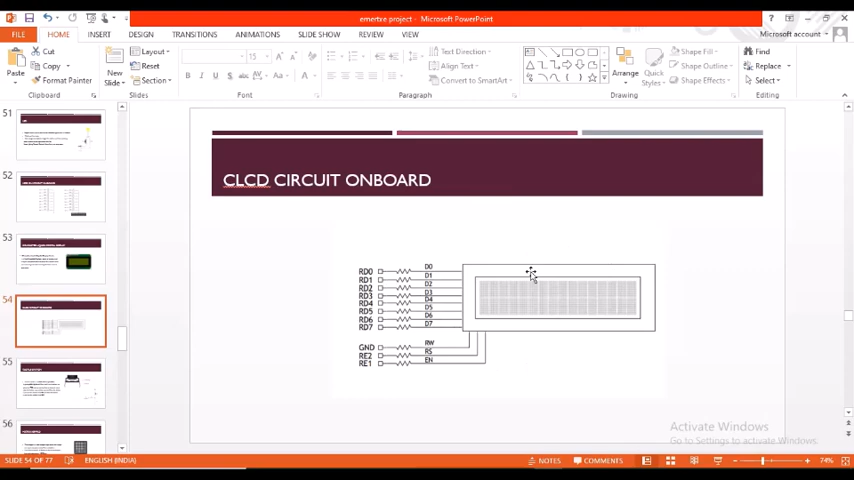 emertxe project - Microsoft PowerPoint
FILE HOME INSERT DESIGN TRANSITIONS ANIMATIONS SLIDE SHOW REVIEW VIEW Microsoft account
Paste
Cut
Copy
Format Painter
Clipboard
New Slide
Layout
Reset
Section
Slides
15
B I U S abc AV Aa A
Font
Text Direction
Align Text
Convert to SmartArt
Paragraph
Arrange
Quick Styles
Shape Fill
Shape Outline
Shape Effects
Drawing
Find
Replace
Select
Editing
51
52
53
54
55
56
CLCD CIRCUIT ONBOARD
RD0 D0
RD1 D1
RD2 D2
RD3 D3
RD4 D4
RD5 D5
RD6 D6
RD7 D7
GND RW
RE2 RS
RE1 EN
Activate Windows
Go to Settings to activate Windows.
SLIDE 54 OF 77 ENGLISH (INDIA) NOTES COMMENTS 74%